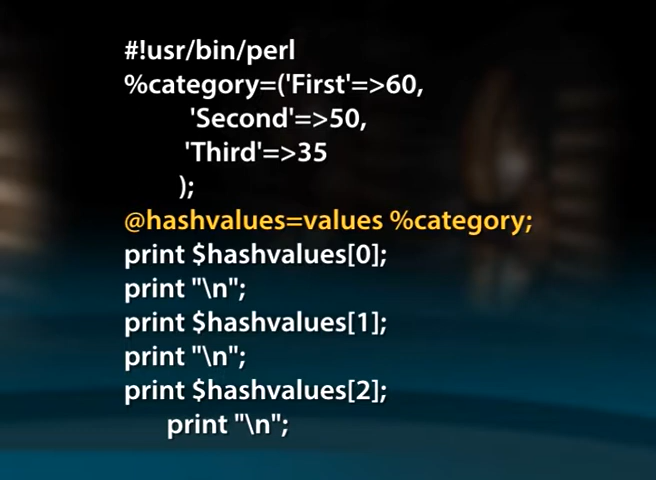 #!usr/bin/perl
%category=('First'=>60,
'Second'=>50,
'Third'=>35
);
@hashvalues=values %category;
print $hashvalues[0];
print "\n";
print $hashvalues[1];
print "\n";
print $hashvalues[2];
print "\n";